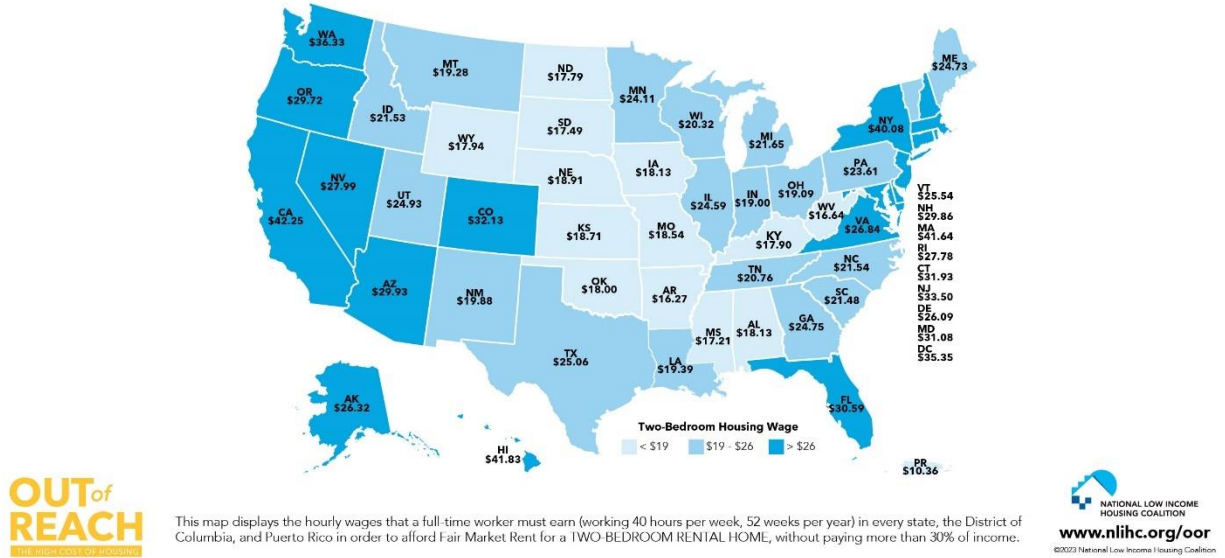 WA
$36.33
OR
$29.72
CA
$42.25
NV
$27.99
ID
$21.53
MT
$19.28
WY
$17.94
UT
$24.93
CO
$32.13
AZ
$29.93
NM
$19.88
ND
$17.79
SD
$17.49
NE
$18.91
KS
$18.71
OK
$18.00
TX
$25.06
MN
$24.11
IA
$18.13
MO
$18.54
AR
$16.27
LA
$19.39
WI
$20.32
IL
$24.59
MI
$21.65
IN
$19.00
OH
$19.09
KY
$17.90
TN
$20.76
MS
$17.21
AL
$18.13
GA
$24.75
FL
$30.59
SC
$21.48
NC
$21.54
VA
$26.84
WV
$16.64
PA
$23.61
NY
$40.08
ME
$24.73
VT
$25.54
NH
$29.86
MA
$41.64
RI
$27.78
CT
$31.93
NJ
$33.50
DE
$26.09
MD
$31.08
DC
$35.35
AK
$26.32
HI
$41.83
PR
$10.36
Two-Bedroom Housing Wage
< $19 $19 - $26 > $26
OUT of
REACH
THE HIGH COST OF HOUSING
This map displays the hourly wages that a full-time worker must earn (working 40 hours per week, 52 weeks per year) in every state, the District of
Columbia, and Puerto Rico in order to afford Fair Market Rent for a TWO-BEDROOM RENTAL HOME, without paying more than 30% of income.
NATIONAL LOW INCOME
HOUSING COALITION
www.nlihc.org/oor
©2023 National Low Income Housing Coalition